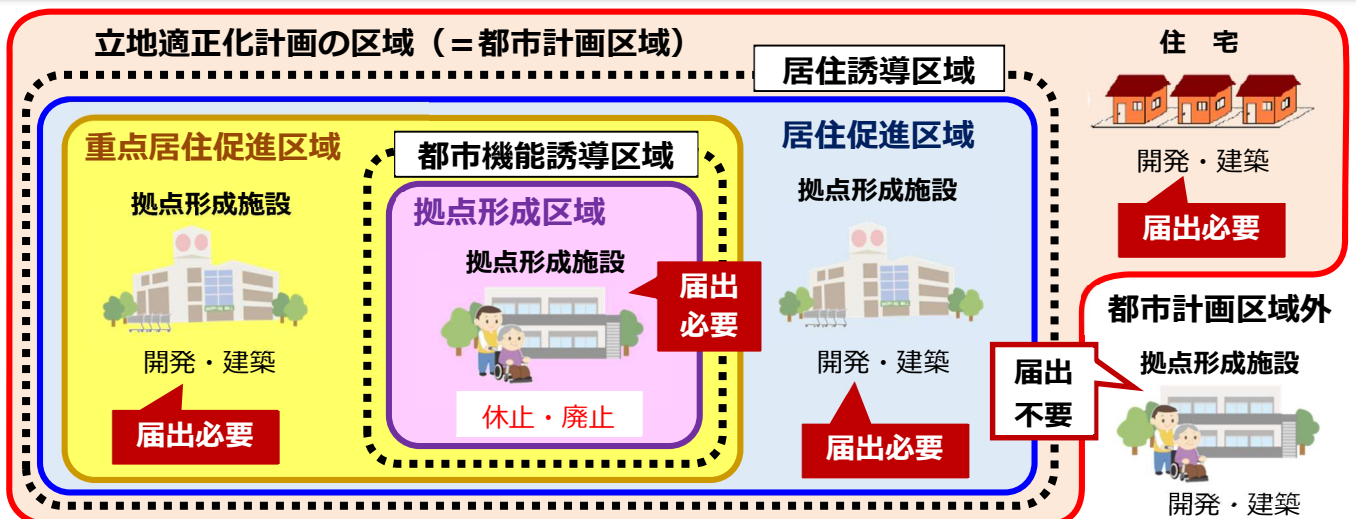 立地適正化計画の区域（＝都市計画区域）
居住誘導区域
住 宅
開発・建築
届出必要
重点居住促進区域
拠点形成施設
開発・建築
届出必要
都市機能誘導区域
拠点形成区域
拠点形成施設
届出
必要
休止・廃止
居住促進区域
拠点形成施設
開発・建築
届出必要
都市計画区域外
届出
不要
拠点形成施設
開発・建築